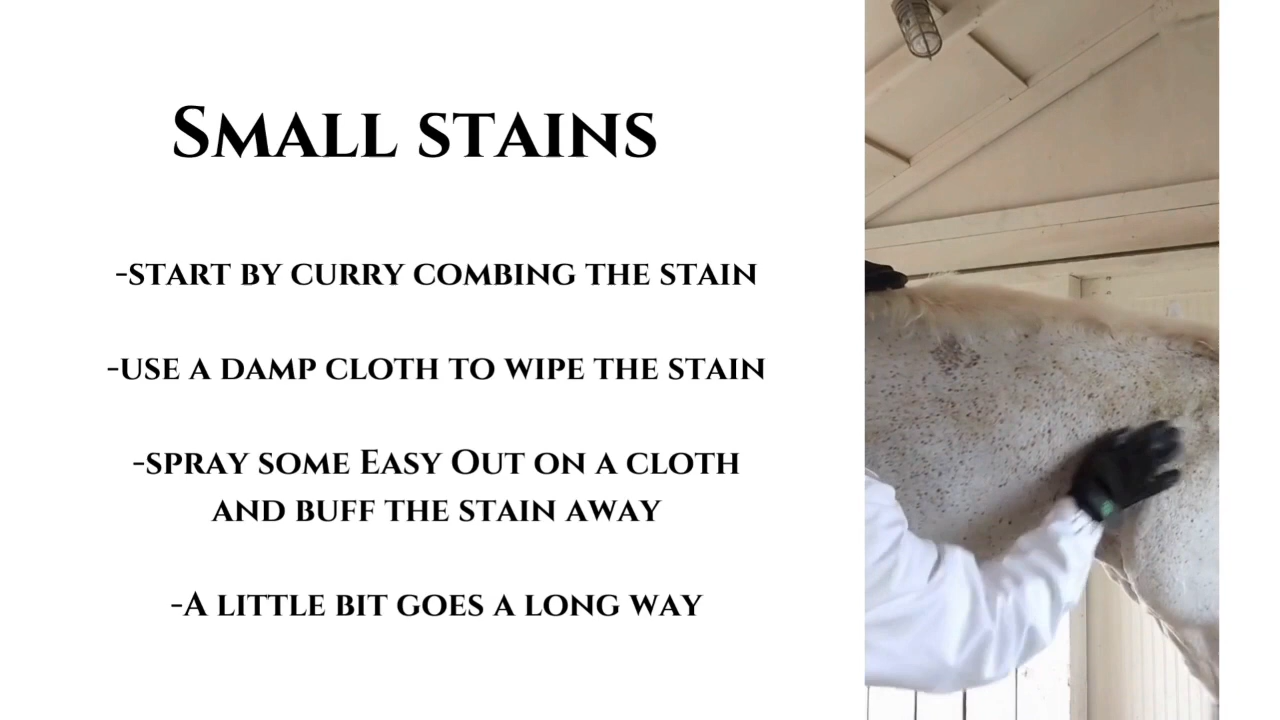 Small stains
-start by curry combing the stain
-use a damp cloth to wipe the stain
-spray some Easy Out on a cloth
and buff the stain away
-A little bit goes a long way